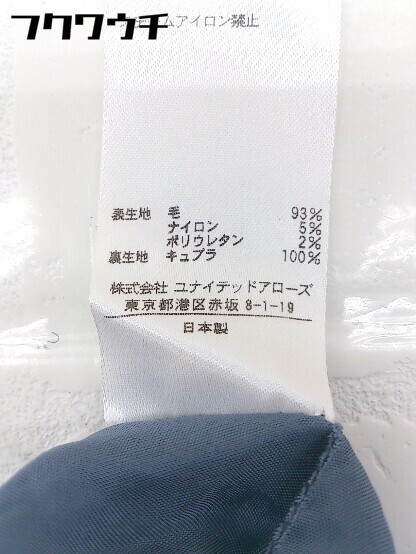 フクワウチ
ムアイロン禁止
表生地 毛 93%
ナイロン 5%
ポリウレタン 2%
裏生地 キュプラ 100%
株式会社 ユナイテッドアローズ
東京都港区赤坂 8-1-19
日本製